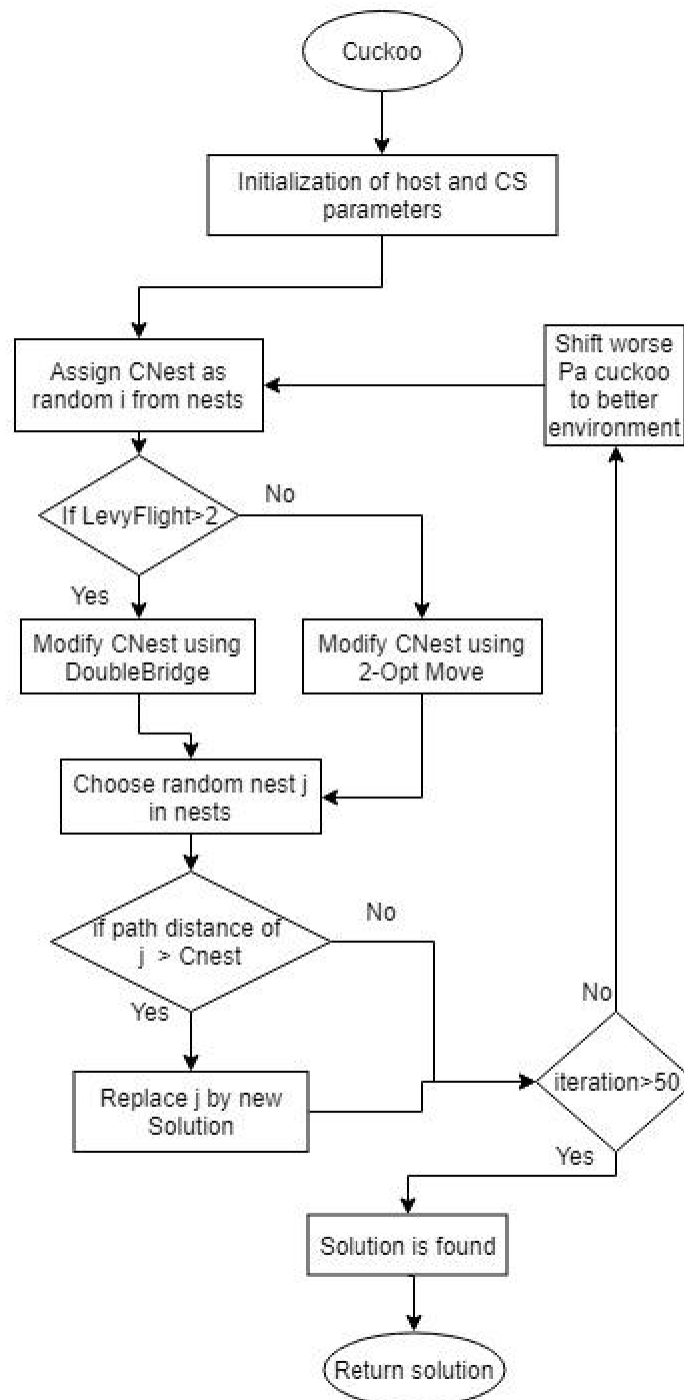 Cuckoo
Initialization of host and CS
parameters
Assign CNest as
random i from nests
Shift worse
Pa cuckoo
to better
environment
If LevyFlight>2
No
Yes
Modify CNest using
DoubleBridge
Modify CNest using
2-Opt Move
Choose random nest j
in nests
if path distance of
j > Cnest
No
Yes
Replace j by new
Solution
No
iteration>50
Yes
Solution is found
Return solution